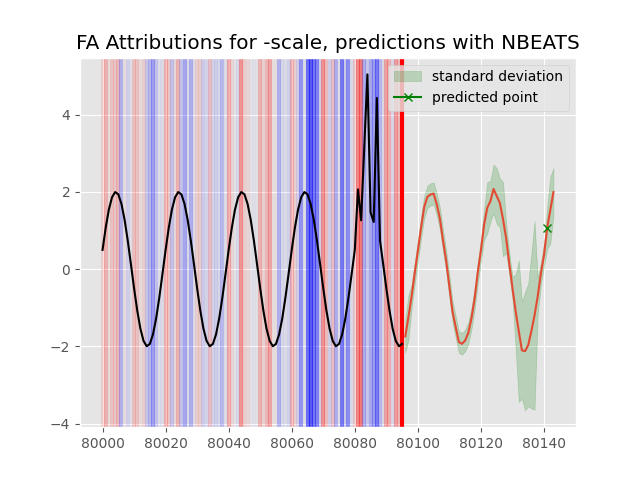 FA Attributions for -scale, predictions with NBEATS
standard deviation
predicted point
4
2
0
−2
−4
80000 80020 80040 80060 80080 80100 80120 80140